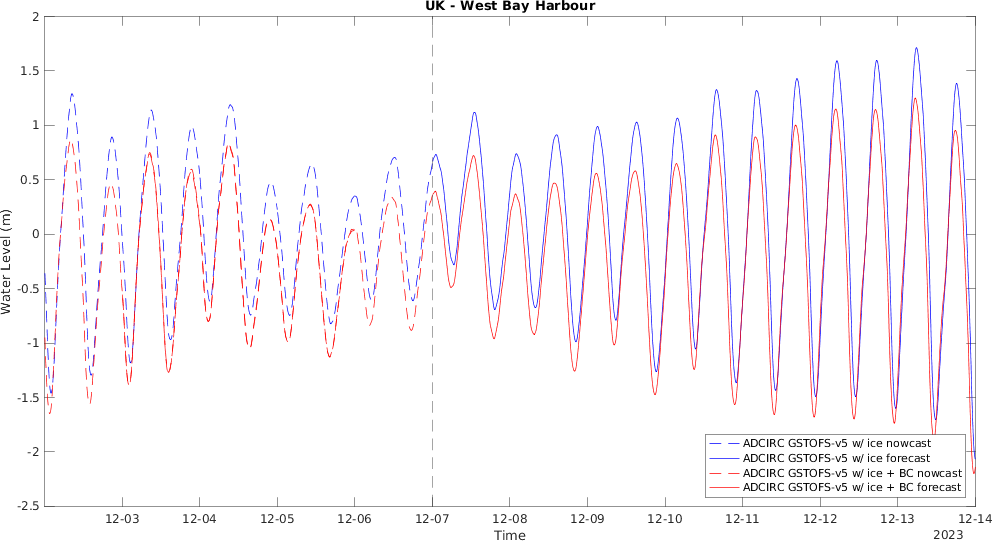 UK - West Bay Harbour
2
1.5
1
0.5
0
-0.5
-1
-1.5
-2
-2.5
Water Level (m)
ADCIRC GSTOFS-v5 w/ ice nowcast
ADCIRC GSTOFS-v5 w/ ice forecast
ADCIRC GSTOFS-v5 w/ ice + BC nowcast
ADCIRC GSTOFS-v5 w/ ice + BC forecast
12-03 12-04 12-05 12-06 12-07 12-08 12-09 12-10 12-11 12-12 12-13 12-14
Time
2023